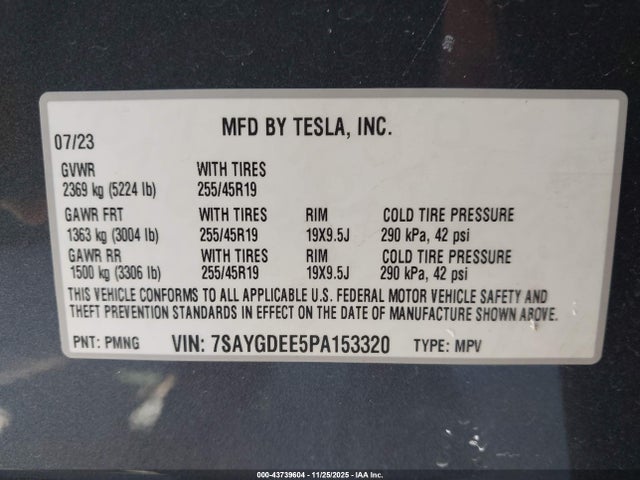 MFD BY TESLA, INC.
07/23
GVWR WITH TIRES
2369 kg (5224 lb) 255/45R19
GAWR FRT WITH TIRES RIM COLD TIRE PRESSURE
1363 kg (3004 lb) 255/45R19 19X9.5J 290 kPa, 42 psi
GAWR RR WITH TIRES RIM COLD TIRE PRESSURE
1500 kg (3306 lb) 255/45R19 19X9.5J 290 kPa, 42 psi
THIS VEHICLE CONFORMS TO ALL APPLICABLE U.S. FEDERAL MOTOR VEHICLE SAFETY AND
THEFT PREVENTION STANDARDS IN EFFECT ON THE DATE OF MANUFACTURE SHOWN ABOVE.
PNT: PMNG VIN: 7SAYGDEE5PA153320 TYPE: MPV
000-43739604 - 11/25/2025 - IAA Inc.